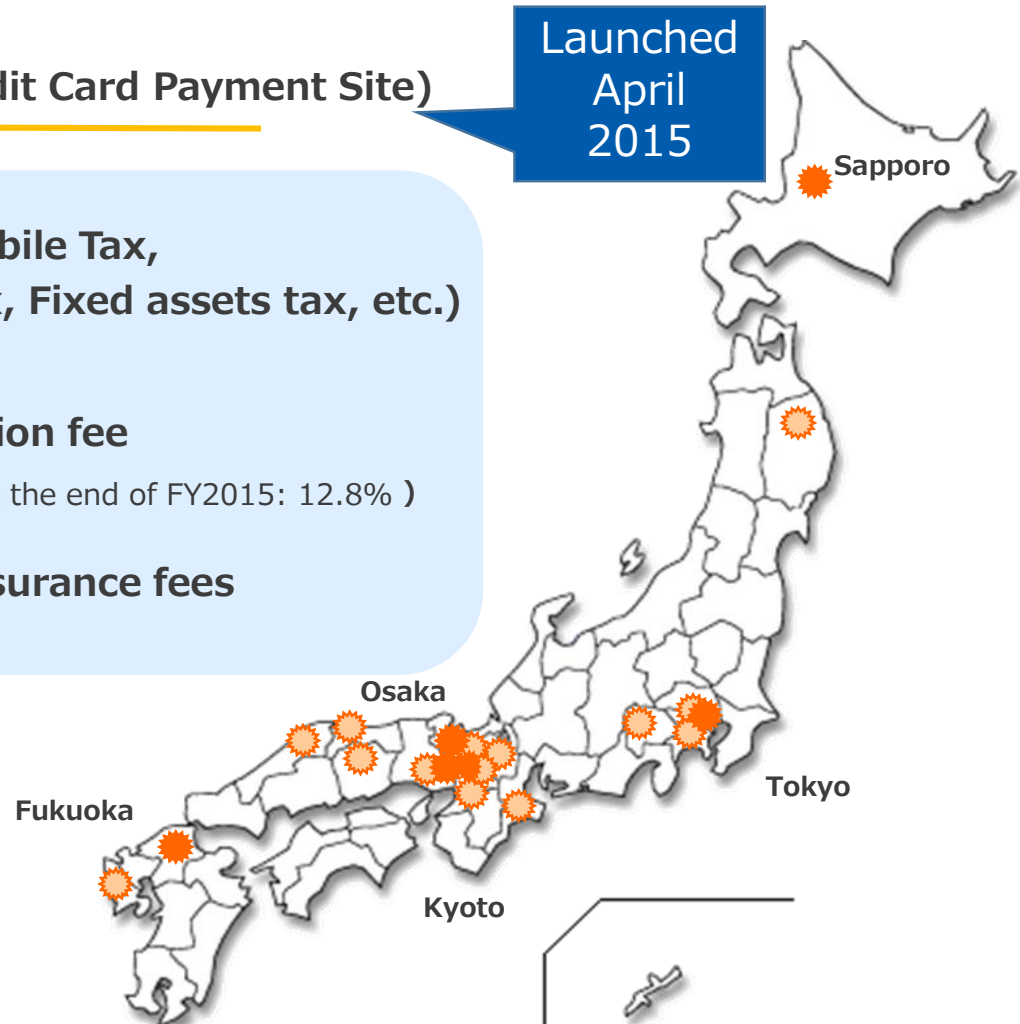 dit Card Payment Site)
Launched
April
2015
Sapporo
bile Tax,
, Fixed assets tax, etc.)
ion fee
the end of FY2015: 12.8% )
surance fees
Osaka
Fukuoka
Tokyo
Kyoto